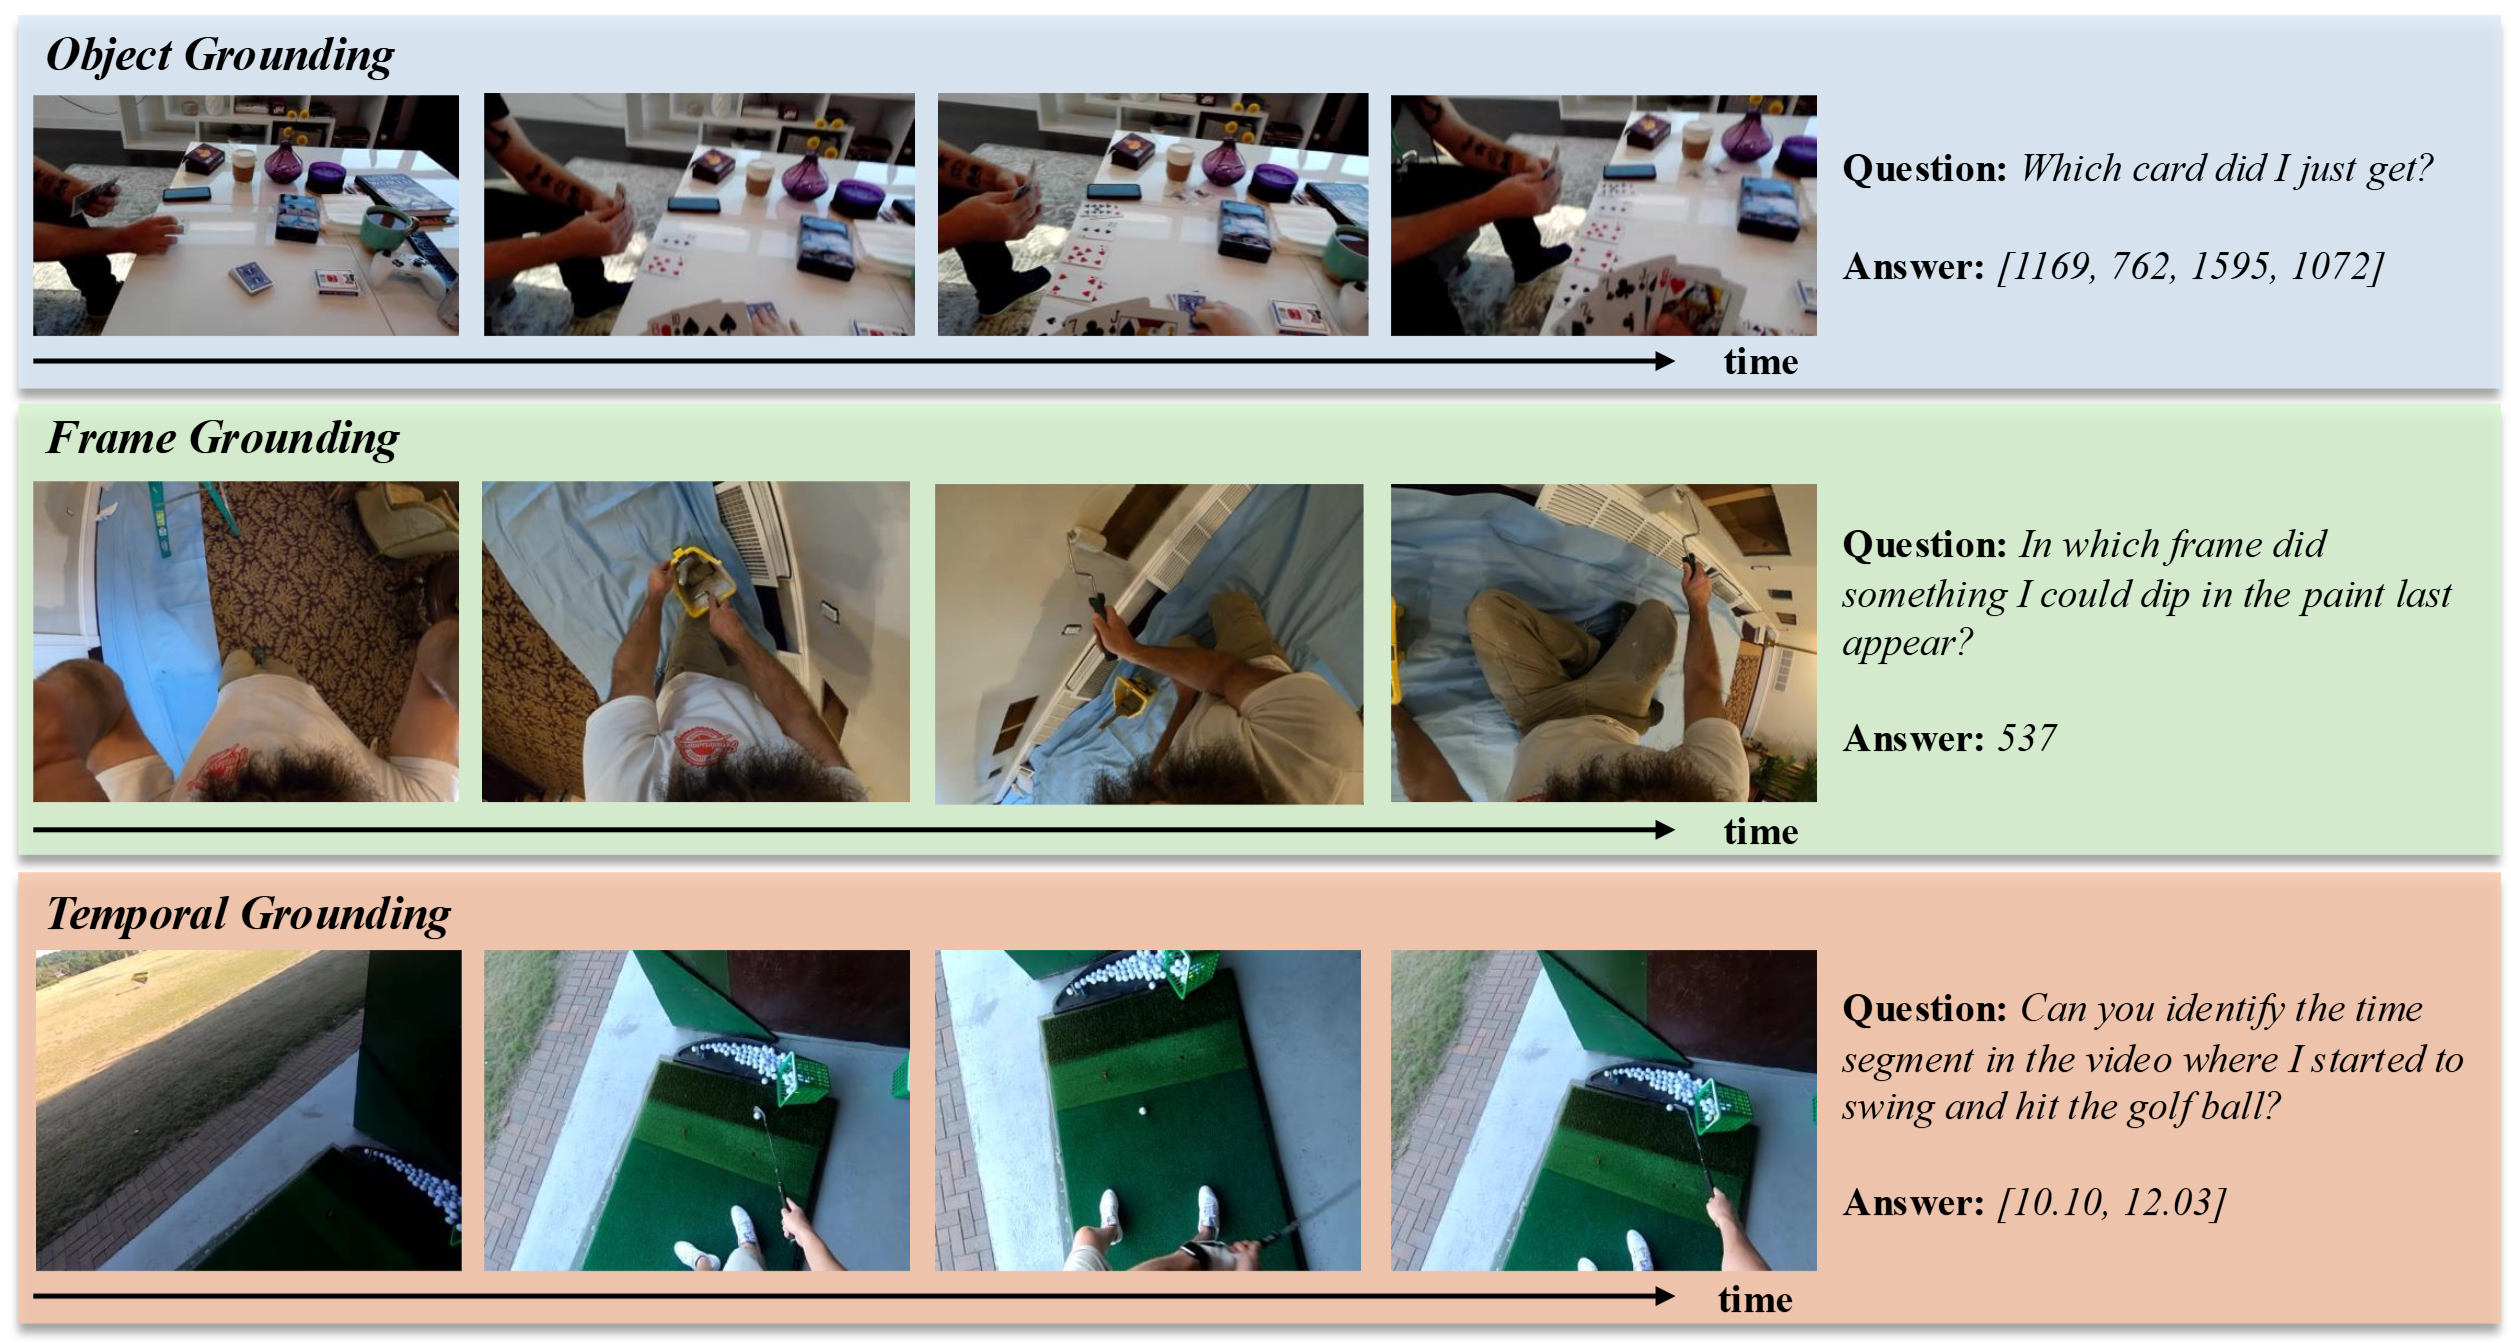 Object Grounding
Question: Which card did I just get?
Answer: [1169, 762, 1595, 1072]
time
Frame Grounding
Question: In which frame did
something I could dip in the paint last
appear?
Answer: 537
time
Temporal Grounding
Question: Can you identify the time
segment in the video where I started to
swing and hit the golf ball?
Answer: [10.10, 12.03]
time